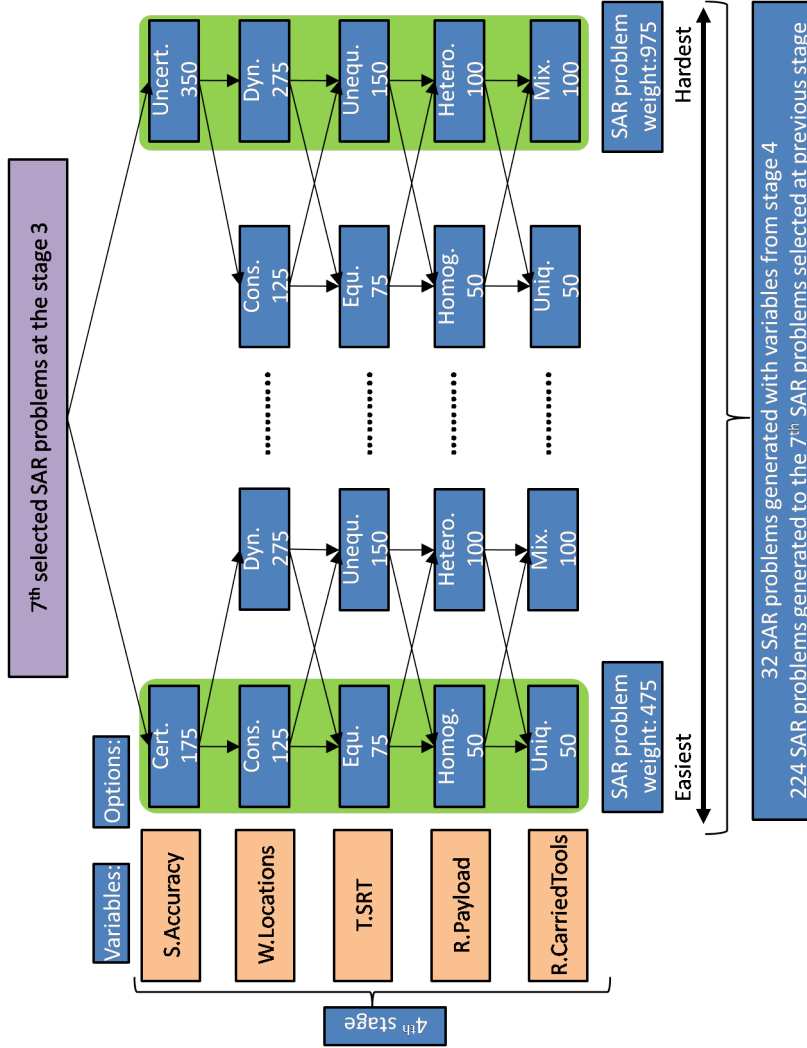 7th selected SAR problems at the stage 3
Variables:
Options:
4th stage
S.Accuracy
Cert.
175
Uncert.
350
W.Locations
Cons.
125
Dyn.
275
..........
Cons.
125
Dyn.
275
T.SRT
Equ.
75
Unequ.
150
..........
Equ.
75
Unequ.
150
R.Payload
Homog.
50
Hetero.
100
..........
Homog.
50
Hetero.
100
R.CarriedTools
Uniq.
50
Mix.
100
..........
Uniq.
50
Mix.
100
SAR problem
weight: 475
SAR problem
weight:975
Easiest
Hardest
32 SAR problems generated with variables from stage 4
224 SAR problems generated to the 7th SAR problems selected at previous stage